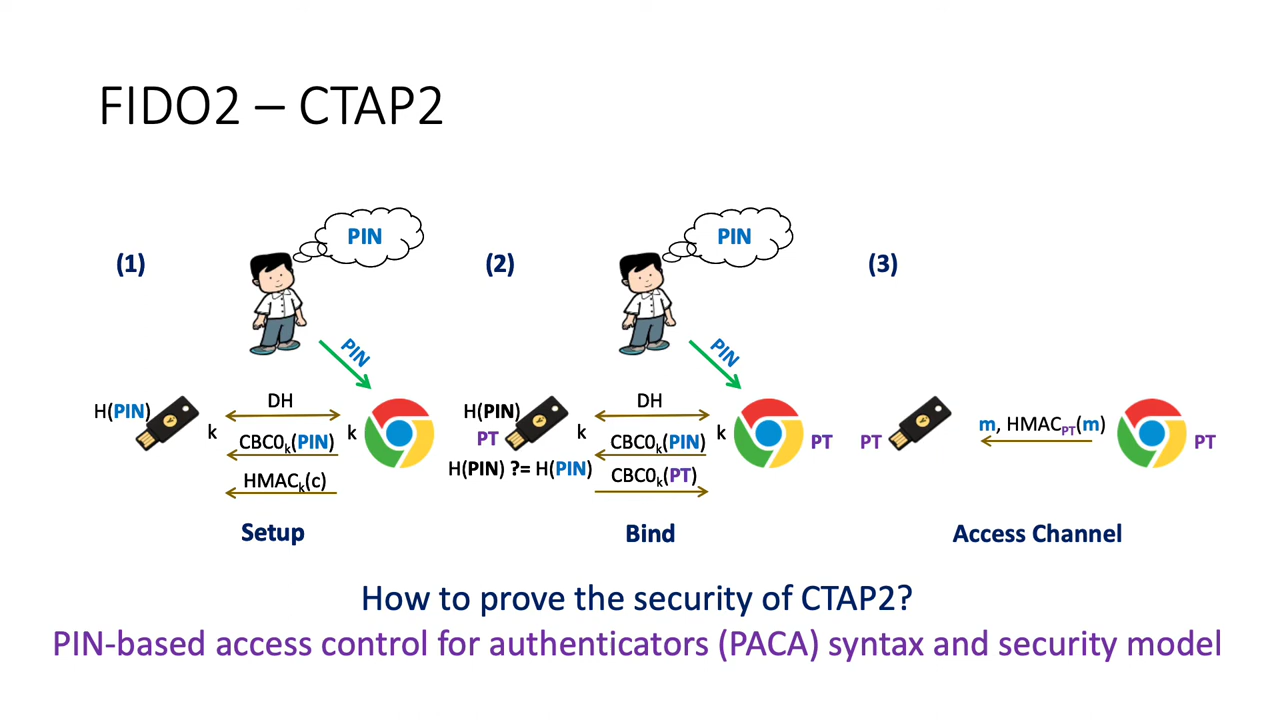 FIDO2 – CTAP2
(1)
PIN
PIN
H(PIN)
DH
k
k
CBC0k(PIN)
HMACk(c)
Setup
(2)
PIN
PIN
H(PIN)
PT
DH
k
k
CBC0k(PIN)
PT
H(PIN) ?= H(PIN)
CBC0k(PT)
Bind
(3)
PT
m, HMACPT(m)
PT
Access Channel
How to prove the security of CTAP2?
PIN-based access control for authenticators (PACA) syntax and security model